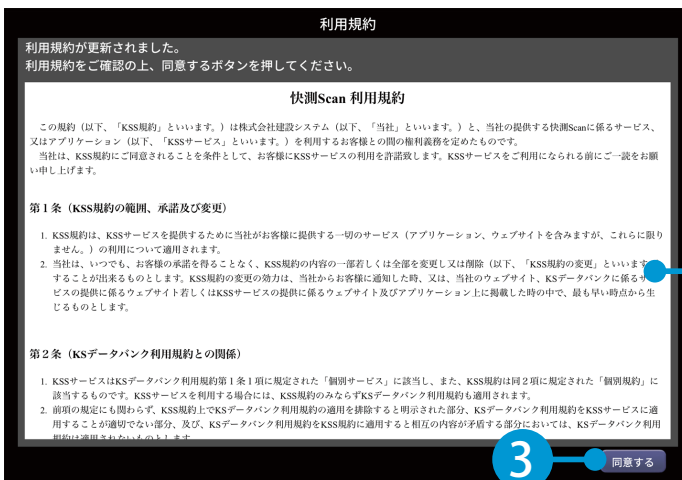 利用規約
利用規約が更新されました。
利用規約をご確認の上、同意するボタンを押してください。
快測Scan 利用規約
この規約（以下、「KSS規約」といいます。）は株式会社建設システム（以下、「当社」といいます。）と、当社の提供する快測Scanに係るサービス、
又はアプリケーション（以下、「KSSサービス」といいます。）を利用するお客様との間の権利義務を定めたものです。
当社は、KSS規約にご同意されることを条件として、お客様にKSSサービスの利用を許諾致します。KSSサービスをご利用になられる前にご一読をお願
い申し上げます。
第１条（KSS規約の範囲、承諾及び変更）
1. KSS規約は、KSSサービスを提供するために当社がお客様に提供する一切のサービス（アプリケーション、ウェブサイトを含みますが、これらに限り
ません。）の利用について適用されます。
2. 当社は、いつでも、お客様の承諾を得ることなく、KSS規約の内容の一部若しくは全部を変更し又は削除（以下、「KSS規約の変更」といいます
することが出来るものとします。KSS規約の変更の効力は、当社からお客様に通知した時、又は、当社のウェブサイト、KSデータバンクに係るサー
ビスの提供に係るウェブサイト若しくはKSSサービスの提供に係るウェブサイト及びアプリケーション上に掲載した時の中で、最も早い時点から生
じるものとします。
第２条（KSデータバンク利用規約との関係）
1. KSSサービスはKSデータバンク利用規約第１条１項に規定された「個別サービス」に該当し、また、KSS規約は同２項に規定された「個別規約」に
該当するものです。KSSサービスを利用する場合には、KSS規約のみならずKSデータバンク利用規約も適用されます。
2. 前項の規定にも関わらず、KSS規約上でKSデータバンク利用規約の適用を排除すると明示された部分、KSデータバンク利用規約をKSSサービスに適
用することが適切でない部分、及び、KSデータバンク利用規約をKSS規約に適用すると相互の内容が矛盾する部分においては、KSデータバンク利用
規約は適用されないものとします
3
同意する